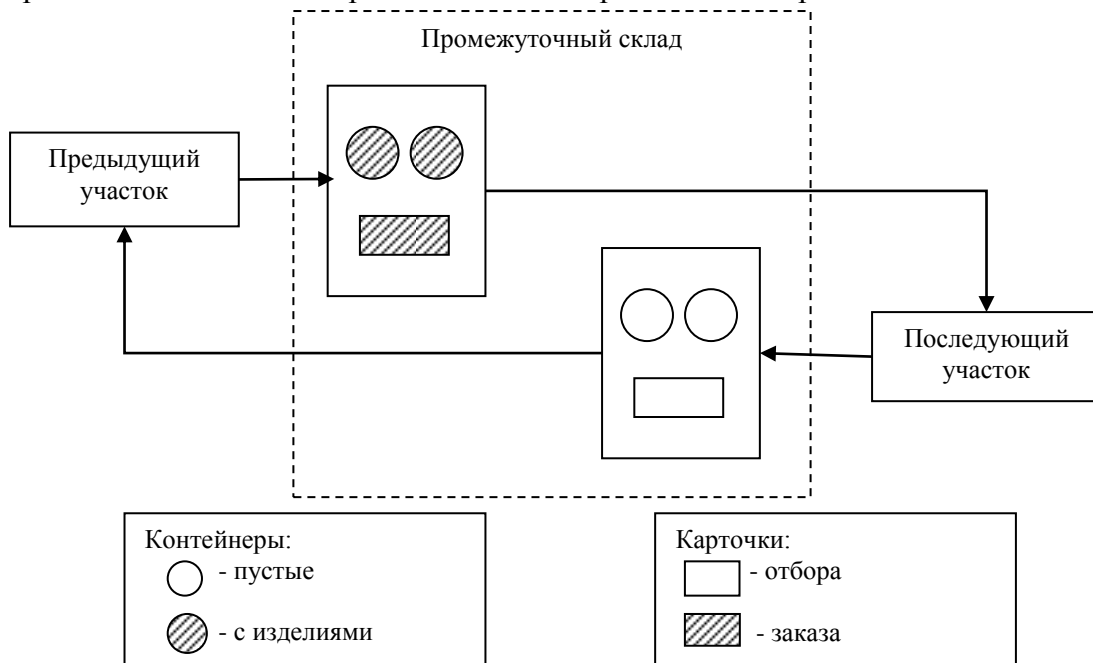 Промежуточный склад
Предыдущий
участок
Последующий
участок
Контейнеры:
- пустые
- с изделиями
Карточки:
- отбора
- заказа